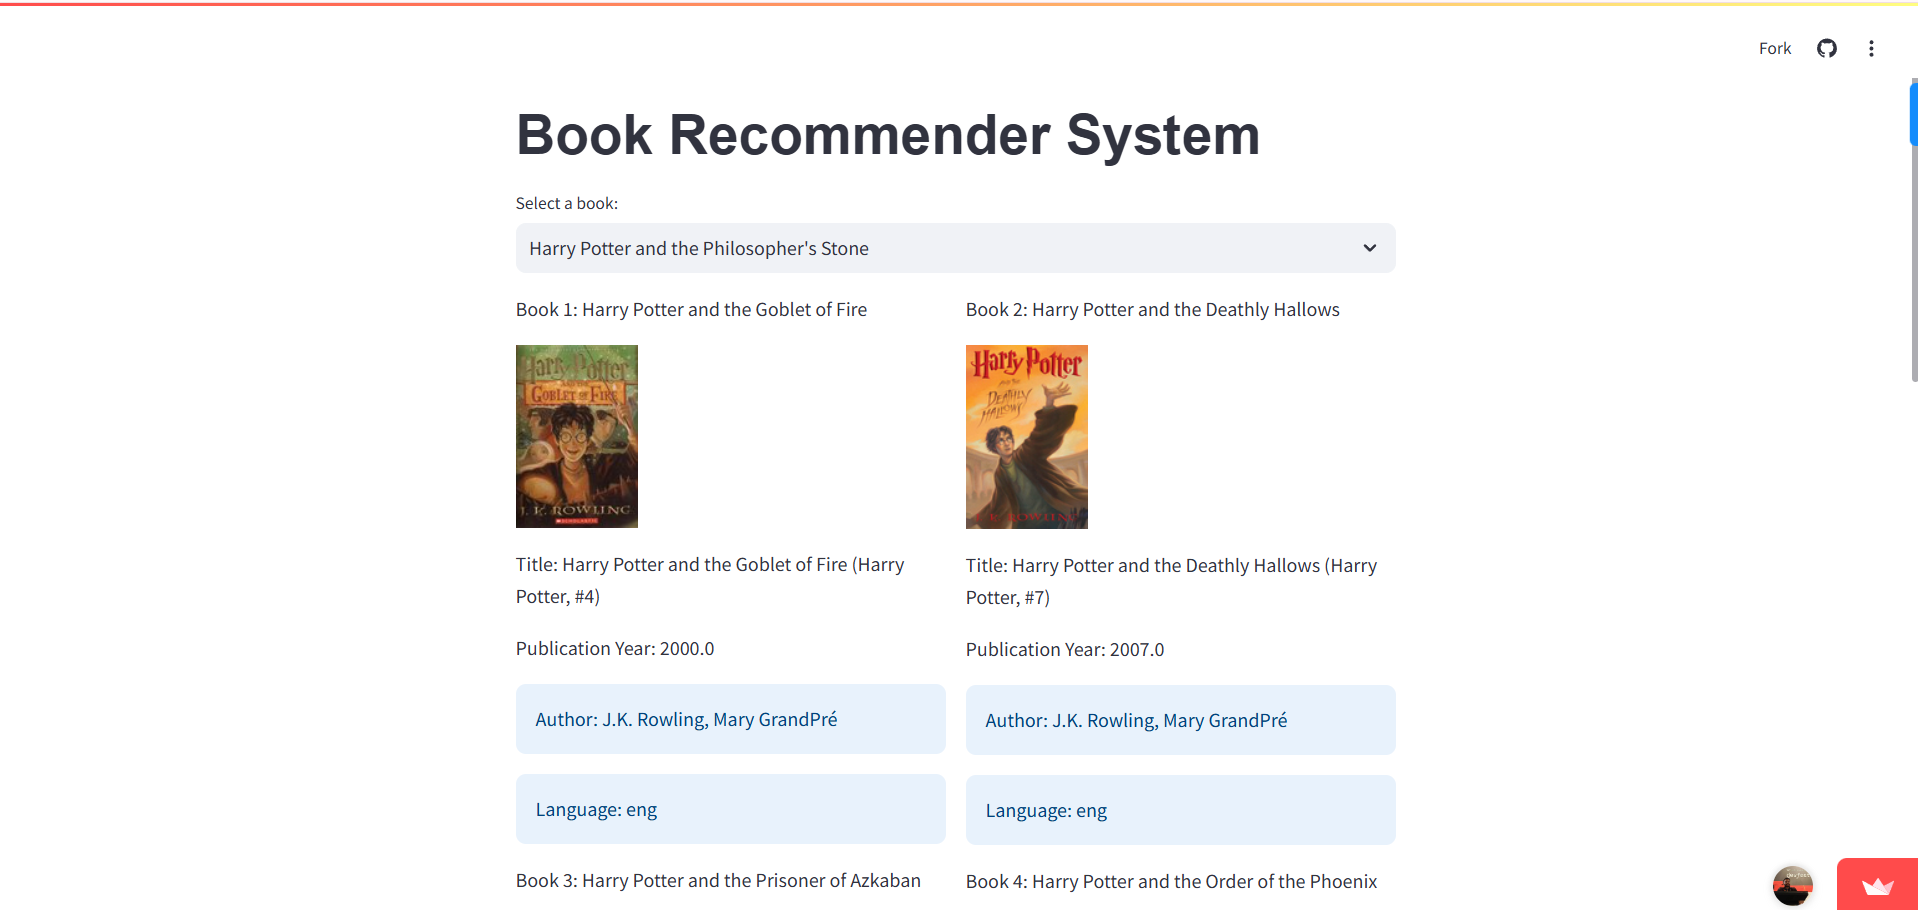 Fork
Book Recommender System
Select a book:
Harry Potter and the Philosopher's Stone
Book 1: Harry Potter and the Goblet of Fire
Harry Potter
AND THE
GOBLET OF FIRE
J. K. ROWLING
SCHOLASTIC
Title: Harry Potter and the Goblet of Fire (Harry
Potter, #4)
Publication Year: 2000.0
Author: J.K. Rowling, Mary GrandPré
Language: eng
Book 2: Harry Potter and the Deathly Hallows
Harry Potter
AND THE
DEATHLY
HALLOWS
J. K. ROWLING
Title: Harry Potter and the Deathly Hallows (Harry
Potter, #7)
Publication Year: 2007.0
Author: J.K. Rowling, Mary GrandPré
Language: eng
Book 3: Harry Potter and the Prisoner of Azkaban
Book 4: Harry Potter and the Order of the Phoenix